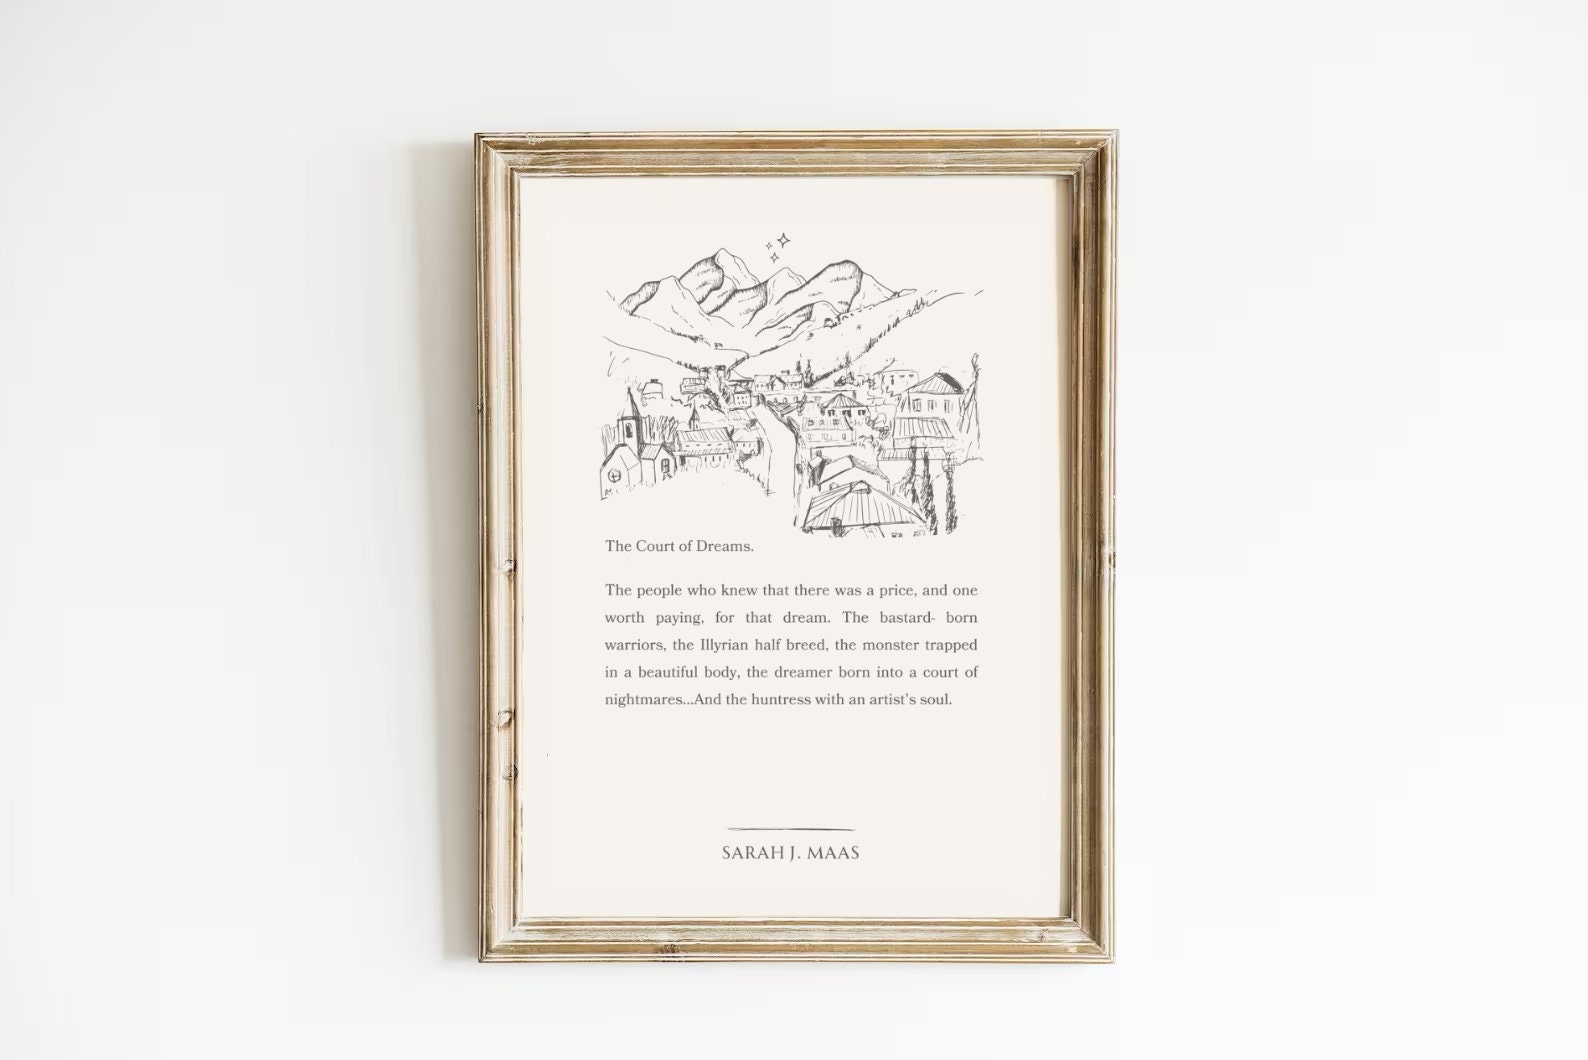 The Court of Dreams.
The people who knew that there was a price, and one
worth paying, for that dream. The bastard- born
warriors, the Illyrian half breed, the monster trapped
in a beautiful body, the dreamer born into a court of
nightmares...And the huntress with an artist's soul.
SARAH J. MAAS